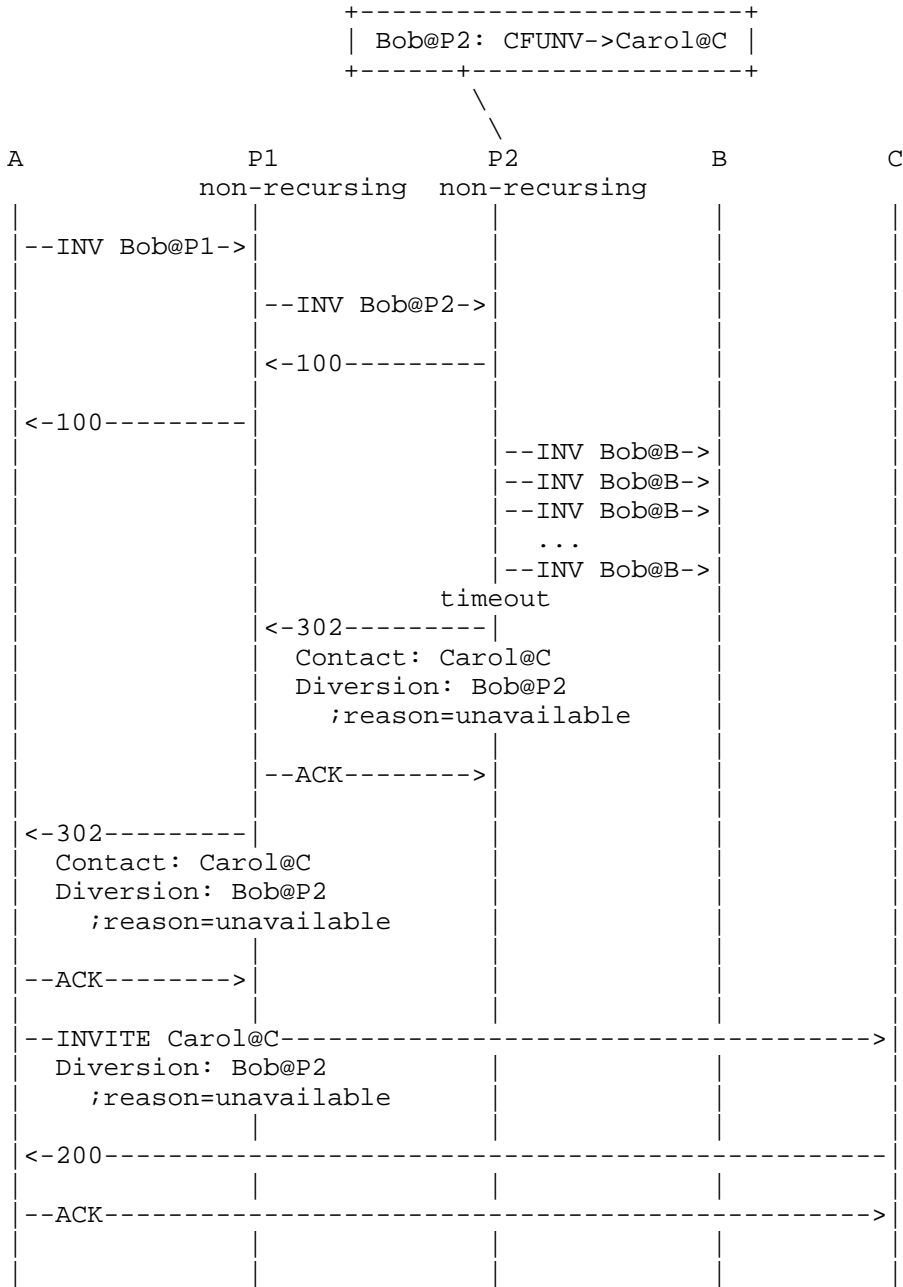 Bob@P2: CFUNV->Carol@C
A P1 P2 B C
non-recursing non-recursing
--INV Bob@P1->
--INV Bob@P2->
<-100---------
<-100---------
--INV Bob@B->
--INV Bob@B->
--INV Bob@B->
...
--INV Bob@B->
timeout
<-302---------
Contact: Carol@C
Diversion: Bob@P2
;reason=unavailable
--ACK-------->
<-302---------
Contact: Carol@C
Diversion: Bob@P2
;reason=unavailable
--ACK-------->
--INVITE Carol@C------------------------------------->
Diversion: Bob@P2
;reason=unavailable
<-200-------------------------------------------------
--ACK------------------------------------------------>